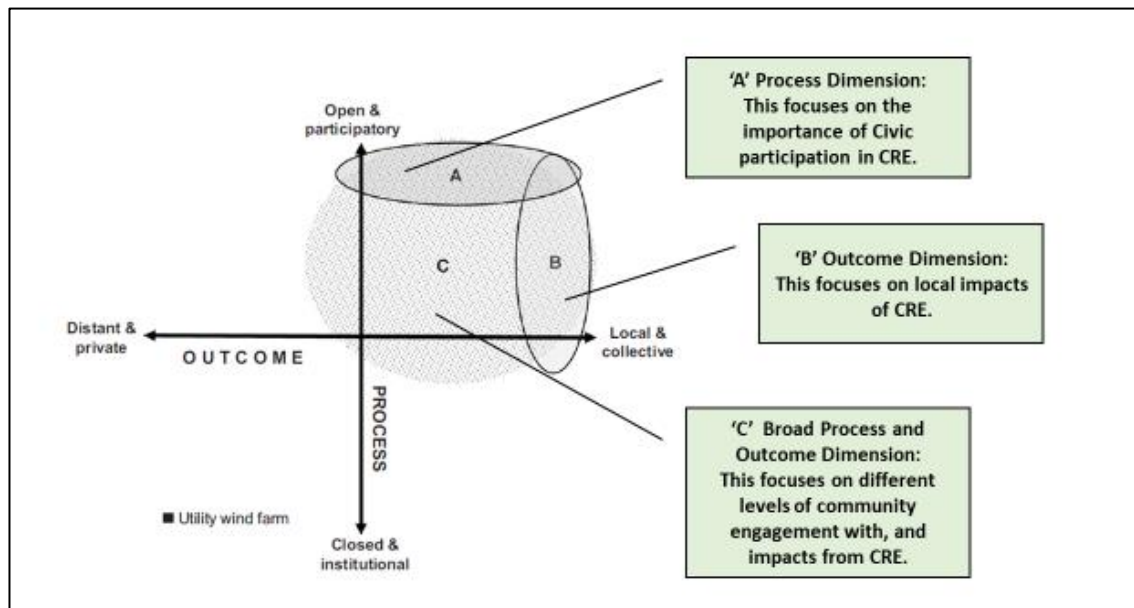 Open &
participatory
A
C
B
Distant &
private
OUTCOME
Local &
collective
PROCESS
■ Utility wind farm
Closed &
institutional
‘A’ Process Dimension:
This focuses on the
importance of Civic
participation in CRE.
‘B’ Outcome Dimension:
This focuses on local impacts
of CRE.
‘C’ Broad Process and
Outcome Dimension:
This focuses on different
levels of community
engagement with, and
impacts from CRE.